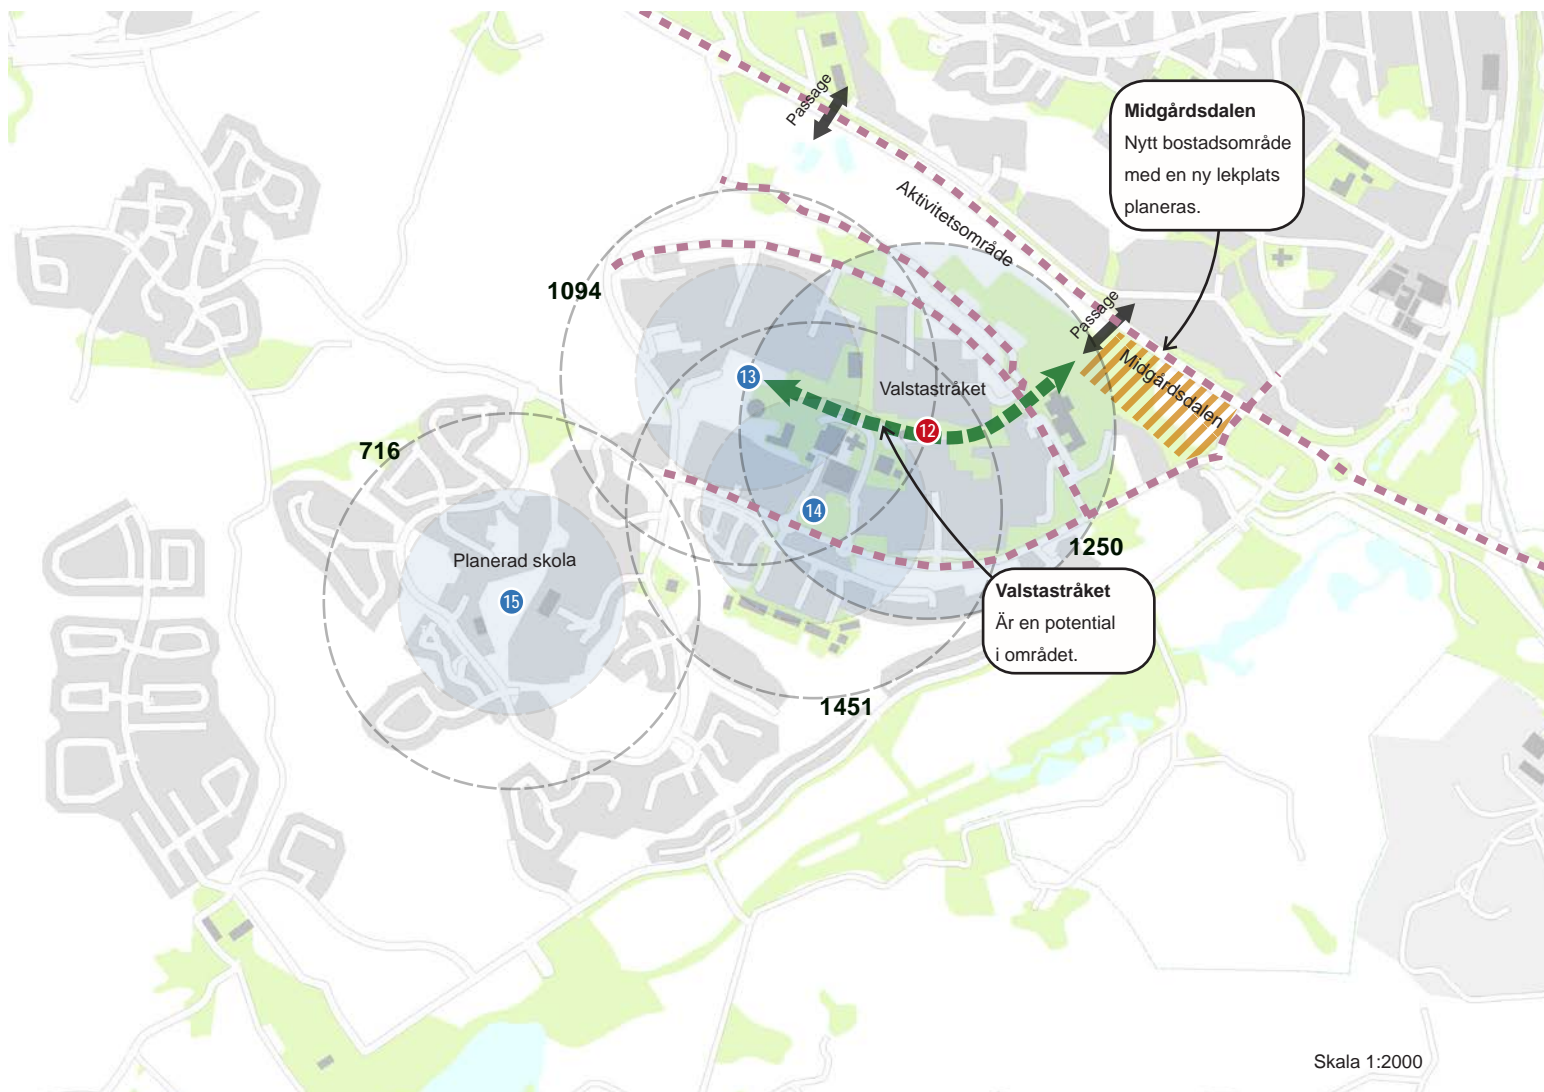 Passage
Midgårdsdalen
Nytt bostadsområde
med en ny lekplats
planeras.
Aktivitetsområde
1094
Passage
Midgårdsdalen
13
Valstastråket
12
716
14
1250
Planerad skola
15
Valstastråket
Är en potential
i området.
1451
Skala 1:2000